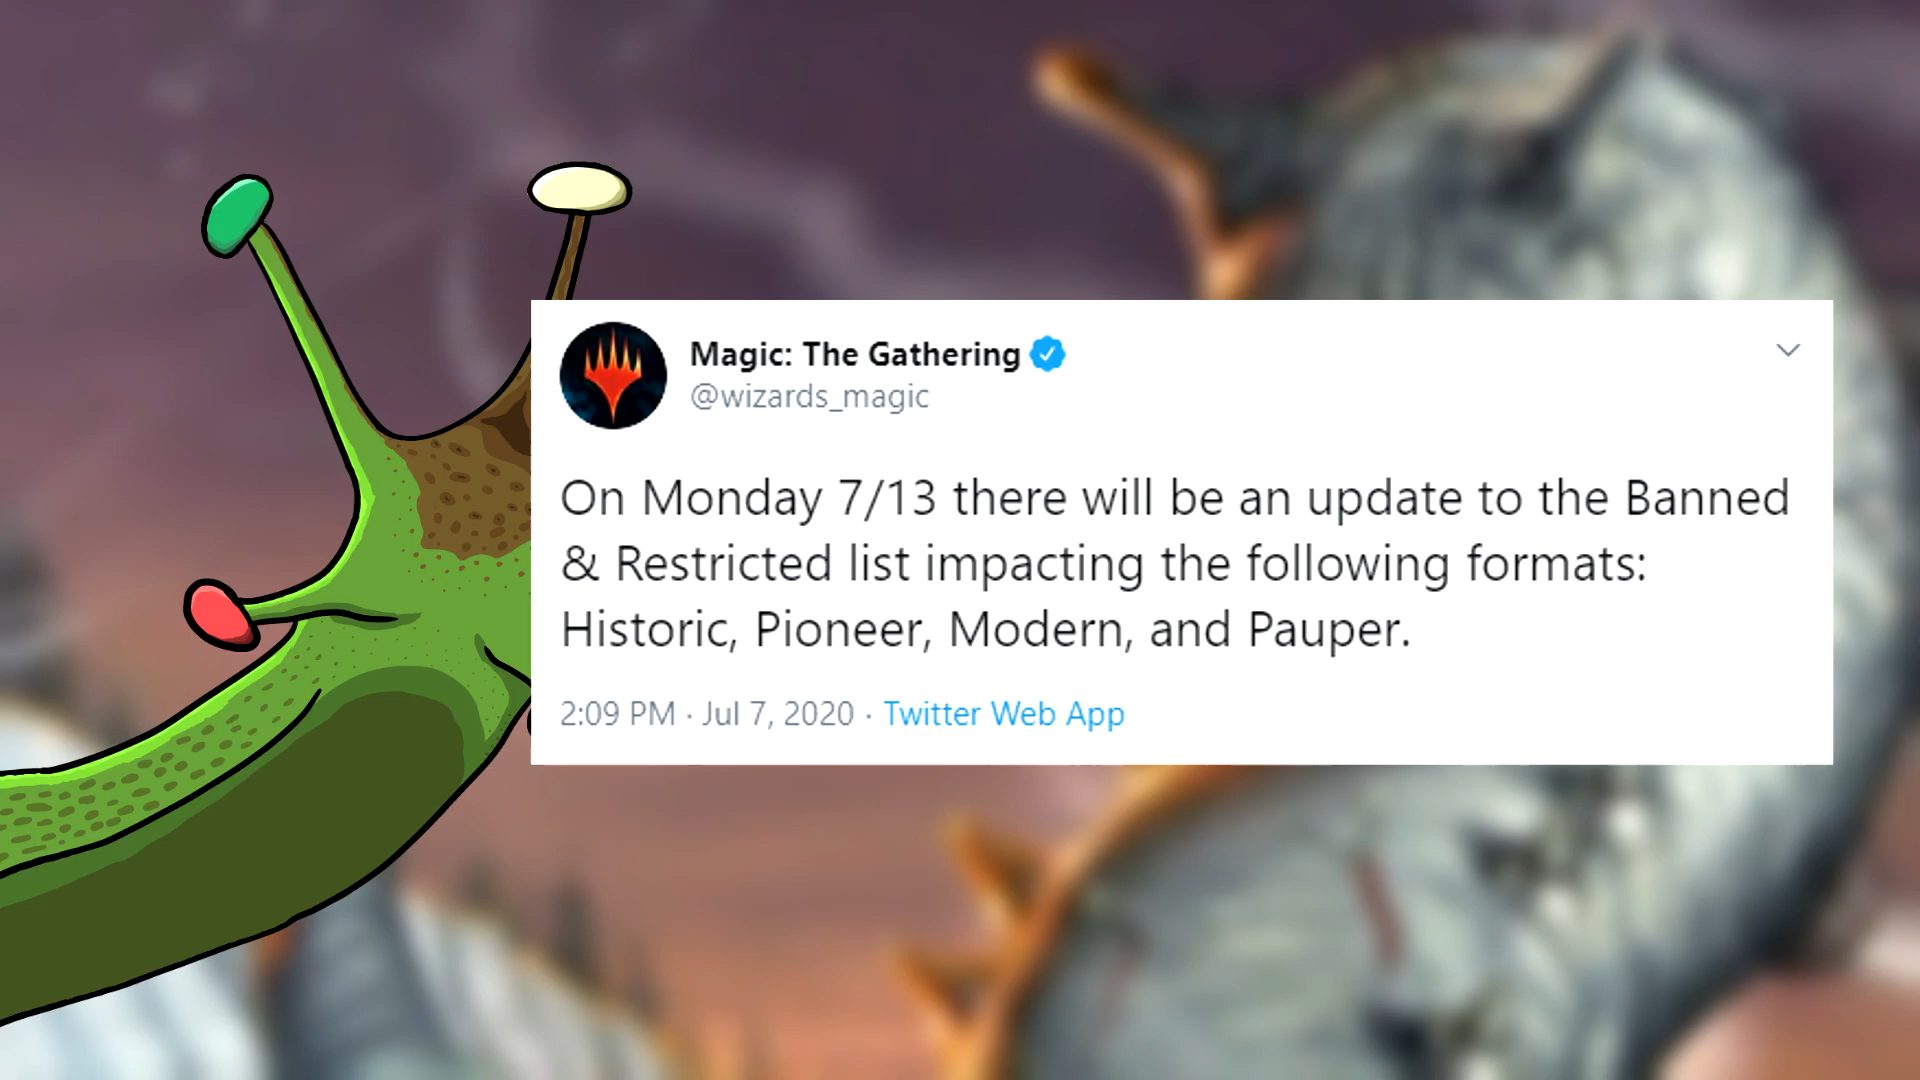 Magic: The Gathering
@wizards_magic
On Monday 7/13 there will be an update to the Banned
& Restricted list impacting the following formats:
Historic, Pioneer, Modern, and Pauper.
2:09 PM · Jul 7, 2020 · Twitter Web App